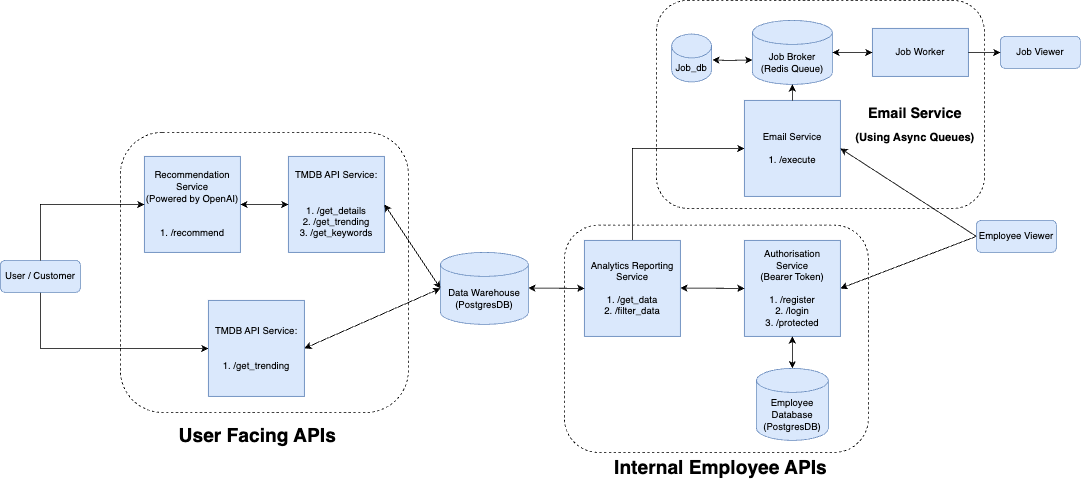 User / Customer
Recommendation
Service
(Powered by OpenAI)
1. /recommend
TMDB API Service:
1. /get_details
2. /get_trending
3. /get_keywords
TMDB API Service:
1. /get_trending
User Facing APIs
Data Warehouse
(PostgresDB)
Job_db
Job Broker
(Redis Queue)
Job Worker
Job Viewer
Email Service
1. /execute
Email Service
(Using Async Queues)
Employee Viewer
Analytics Reporting
Service
1. /get_data
2. /filter_data
Authorisation
Service
(Bearer Token)
1. /register
2. /login
3. /protected
Employee
Database
(PostgresDB)
Internal Employee APIs